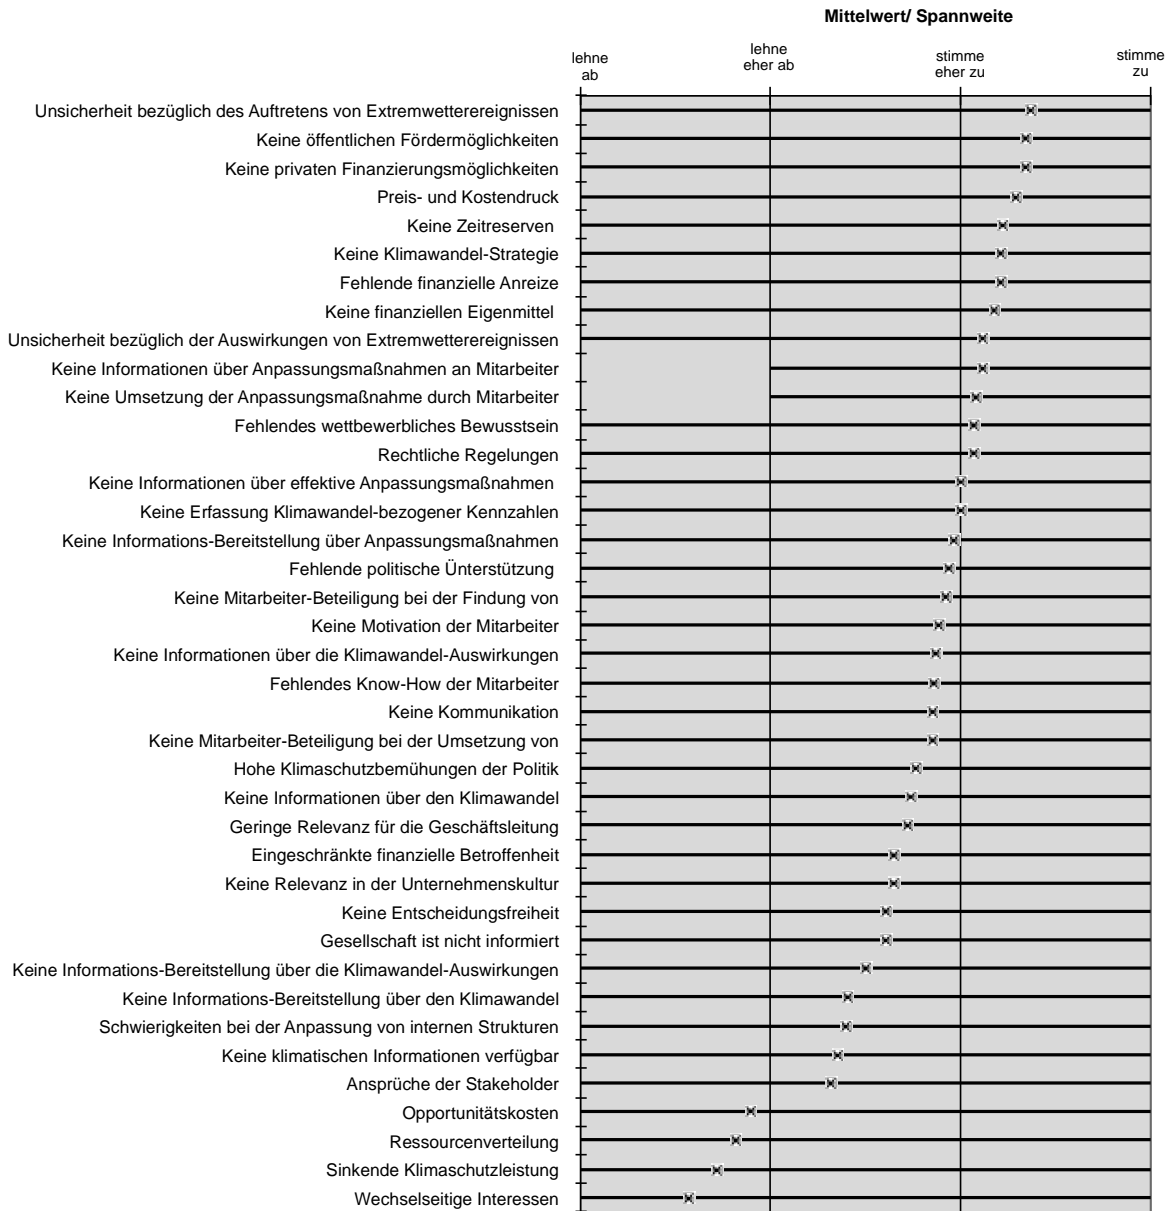 Mittelwert/ Spannweite
lehne
ab
lehne
eher ab
stimme
eher zu
stimme
zu
Unsicherheit bezüglich des Auftretens von Extremwetterereignissen
Keine öffentlichen Fördermöglichkeiten
Keine privaten Finanzierungsmöglichkeiten
Preis- und Kostendruck
Keine Zeitreserven
Keine Klimawandel-Strategie
Fehlende finanzielle Anreize
Keine finanziellen Eigenmittel
Unsicherheit bezüglich der Auswirkungen von Extremwetterereignissen
Keine Informationen über Anpassungsmaßnahmen an Mitarbeiter
Keine Umsetzung der Anpassungsmaßnahme durch Mitarbeiter
Fehlendes wettbewerbliches Bewusstsein
Rechtliche Regelungen
Keine Informationen über effektive Anpassungsmaßnahmen
Keine Erfassung Klimawandel-bezogener Kennzahlen
Keine Informations-Bereitstellung über Anpassungsmaßnahmen
Fehlende politische Ünterstützung
Keine Mitarbeiter-Beteiligung bei der Findung von
Keine Motivation der Mitarbeiter
Keine Informationen über die Klimawandel-Auswirkungen
Fehlendes Know-How der Mitarbeiter
Keine Kommunikation
Keine Mitarbeiter-Beteiligung bei der Umsetzung von
Hohe Klimaschutzbemühungen der Politik
Keine Informationen über den Klimawandel
Geringe Relevanz für die Geschäftsleitung
Eingeschränkte finanzielle Betroffenheit
Keine Relevanz in der Unternehmenskultur
Keine Entscheidungsfreiheit
Gesellschaft ist nicht informiert
Keine Informations-Bereitstellung über die Klimawandel-Auswirkungen
Keine Informations-Bereitstellung über den Klimawandel
Schwierigkeiten bei der Anpassung von internen Strukturen
Keine klimatischen Informationen verfügbar
Ansprüche der Stakeholder
Opportunitätskosten
Ressourcenverteilung
Sinkende Klimaschutzleistung
Wechselseitige Interessen